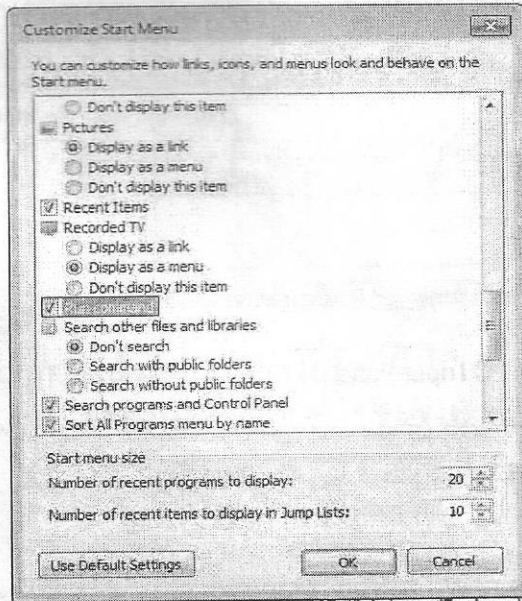 Customize Start Menu
You can customize how links, icons, and menus look and behave on the
Start menu.
Don't display this item
Pictures
Display as a link
Display as a menu
Don't display this item
Recent Items
Recorded TV
Display as a link
Display as a menu
Don't display this item
Search other files and libraries
Don't search
Search with public folders
Search without public folders
Search programs and Control Panel
Sort All Programs menu by name
Start menu size
Number of recent programs to display: 20
Number of recent items to display in Jump Lists: 10
Use Default Settings OK Cancel